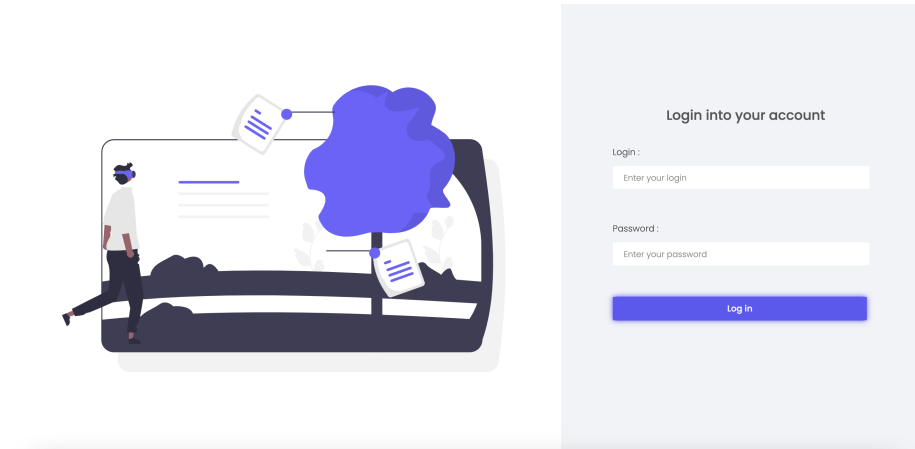 Login into your account
Login :
Enter your login
Password :
Enter your password
Log in